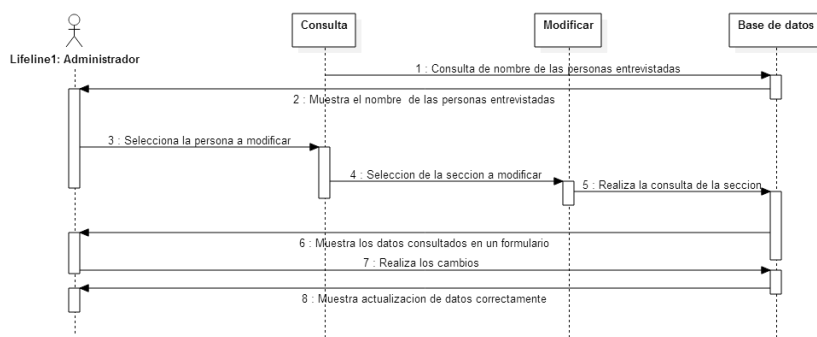 Consulta
Modificar
Base de datos
Lifeline1: Administrador
1 : Consulta de nombre de las personas entrevistadas
2 : Muestra el nombre de las personas entrevistadas
3 : Selecciona la persona a modificar
4 : Seleccion de la seccion a modificar
5 : Realiza la consulta de la seccion
6 : Muestra los datos consultados en un formulario
7 : Realiza los cambios
8 : Muestra actualizacion de datos correctamente